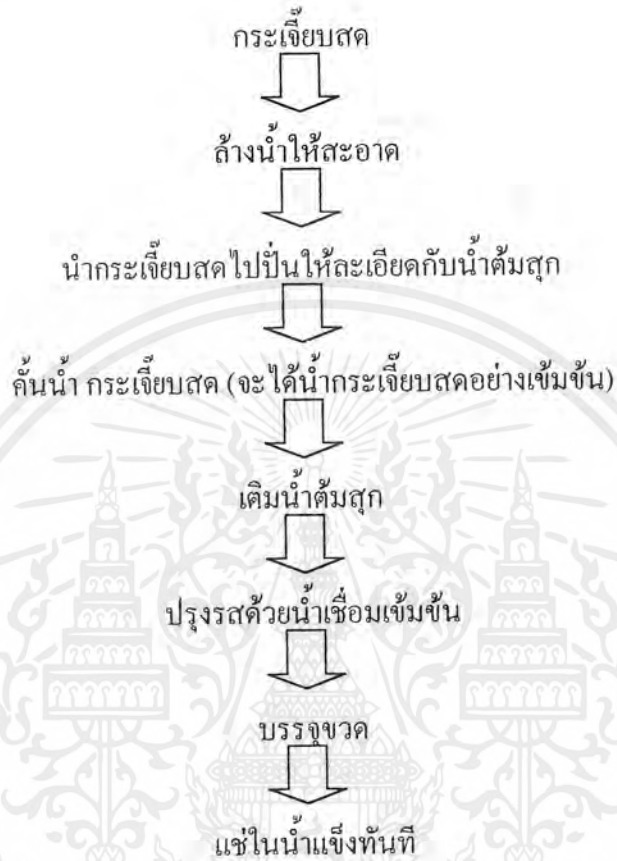 กระเจี๊ยบสด
ล้างน้ำให้สะอาด
นำกระเจี๊ยบสดไปปั่นให้ละเอียดกับน้ำต้มสุก
คั้นน้ำ กระเจี๊ยบสด (จะได้น้ำกระเจี๊ยบสดอย่างเข้มข้น)
เติมน้ำต้มสุก
ปรุงรสด้วยน้ำเชื่อมเข้มข้น
บรรจุขวด
แช่ในน้ำแข็งทันที